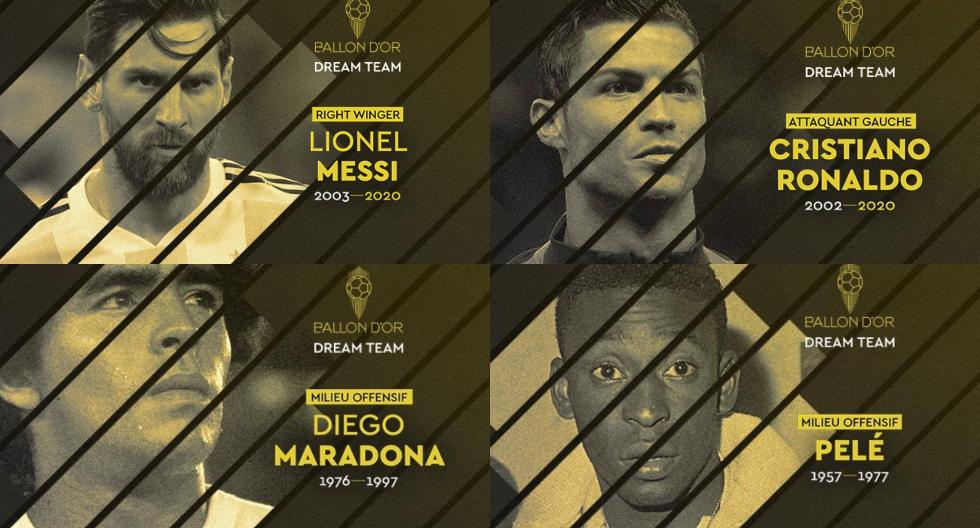 BALLON D'OR
DREAM TEAM
RIGHT WINGER
LIONEL
MESSI
2003—2020
BALLON D'OR
DREAM TEAM
ATTAQUANT GAUCHE
CRISTIANO
RONALDO
2002—2020
BALLON D'OR
DREAM TEAM
MILIEU OFFENSIF
DIEGO
MARADONA
1976—1997
BALLON D'OR
DREAM TEAM
MILIEU OFFENSIF
PELÉ
1957—1977